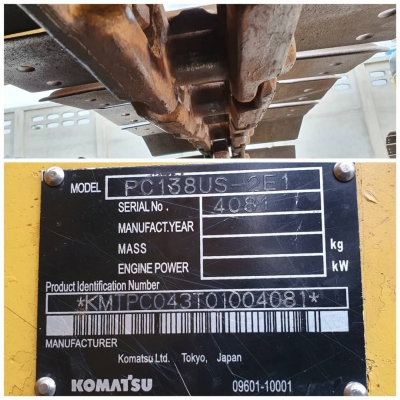 MODEL PC138US-2E1
SERIAL No. 4081
MANUFACT.YEAR
MASS kg
ENGINE POWER kW
Product Identification Number
*KMTPC043T01004081*
MANUFACTURER
Komatsu Ltd. Tokyo, Japan
KOMATSU 09601-10001